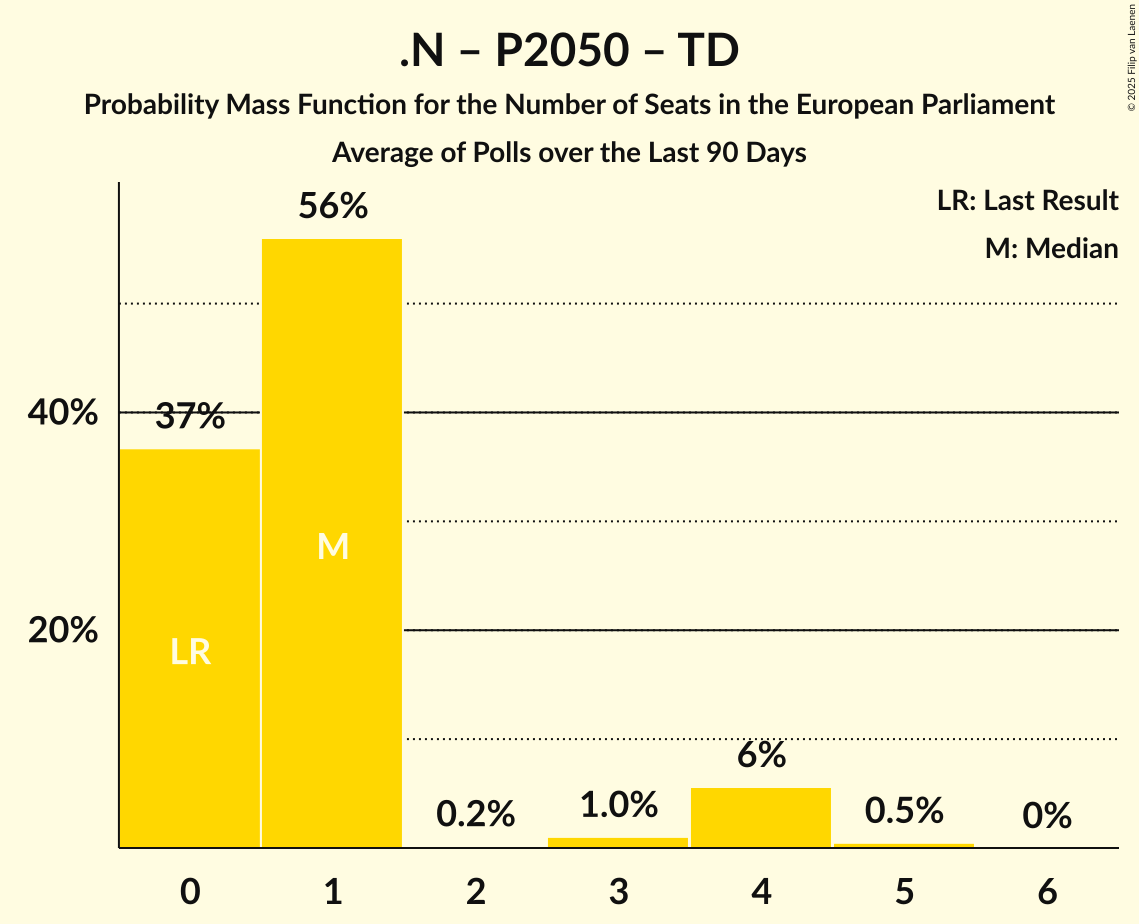 .N – P2050 – TD
Probability Mass Function for the Number of Seats in the European Parliament
Average of Polls over the Last 90 Days
© 2025 Filip van Laenen
LR: Last Result
M: Median
56%
40%
37%
M
20%
LR
6%
0.2%
1.0%
0.5%
0%
0 1 2 3 4 5 6